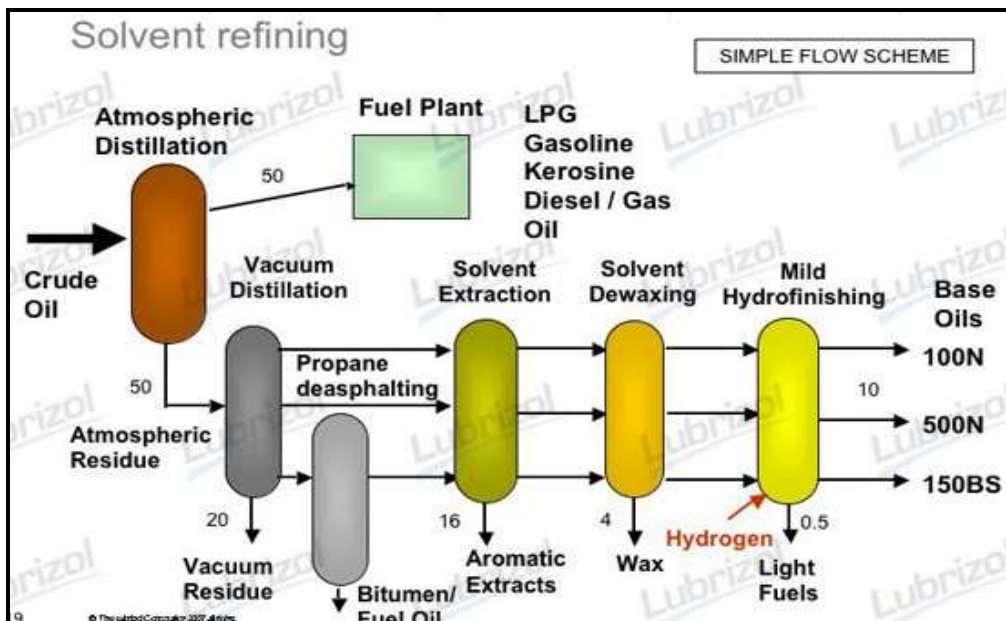 Solvent refining
SIMPLE FLOW SCHEME
Atmospheric
Distillation
50
Fuel Plant
LPG
Gasoline
Kerosine
Diesel / Gas
Oil
Crude
Oil
Vacuum
Distillation
Solvent
Extraction
Solvent
Dewaxing
Mild
Hydrofinishing
Base
Oils
100N
50
Propane
deasphalting
10
500N
Atmospheric
Residue
150BS
20
16
4
Hydrogen
0.5
Vacuum
Residue
Aromatic
Extracts
Wax
Light
Fuels
Bitumen/
Fuel Oil
9
Lubrizol